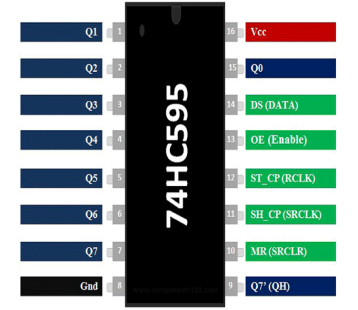 Q1 1 16 Vcc
Q2 2 15 Q0
Q3 3 14 DS (DATA)
Q4 4 13 OE (Enable)
Q5 5 12 ST_CP (RCLK)
Q6 6 11 SH_CP (SRCLK)
Q7 7 10 MR (SRCLR)
Gnd 8 9 Q7' (QH)
74HC595